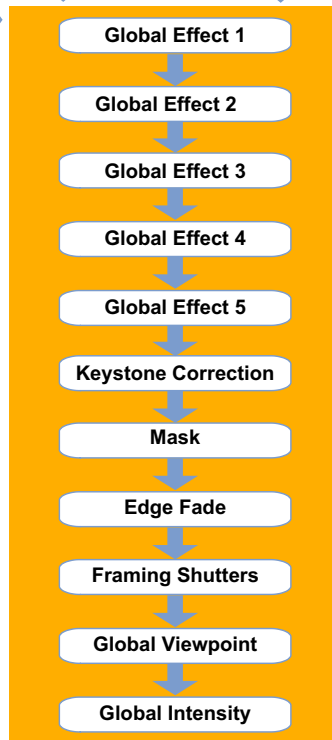 Global Effect 1
Global Effect 2
Global Effect 3
Global Effect 4
Global Effect 5
Keystone Correction
Mask
Edge Fade
Framing Shutters
Global Viewpoint
Global Intensity